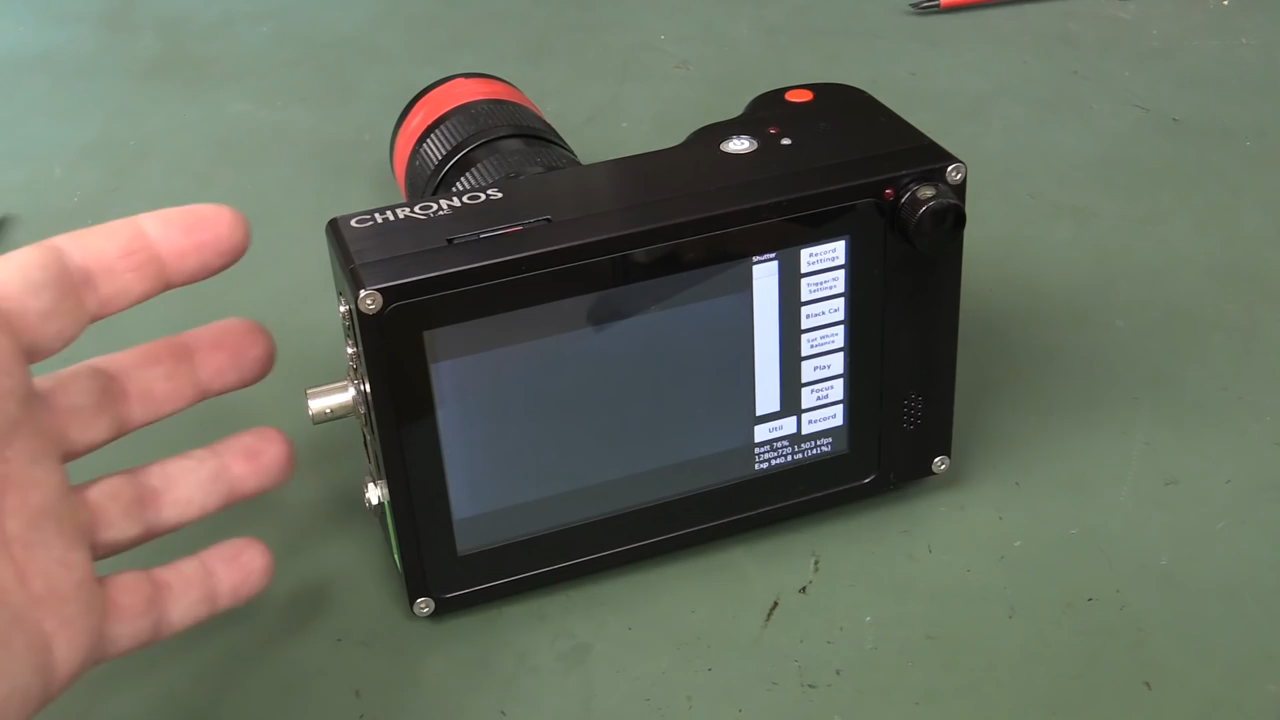 CHRONOS
1.4C
Shutter
Record
Settings
Trigger/IO
Settings
Black Cal
Set White
Balance
Play
Focus
Aid
Util
Record
Batt 76%
1280x720 1.503 kfps
Exp 940.8 us (141%)